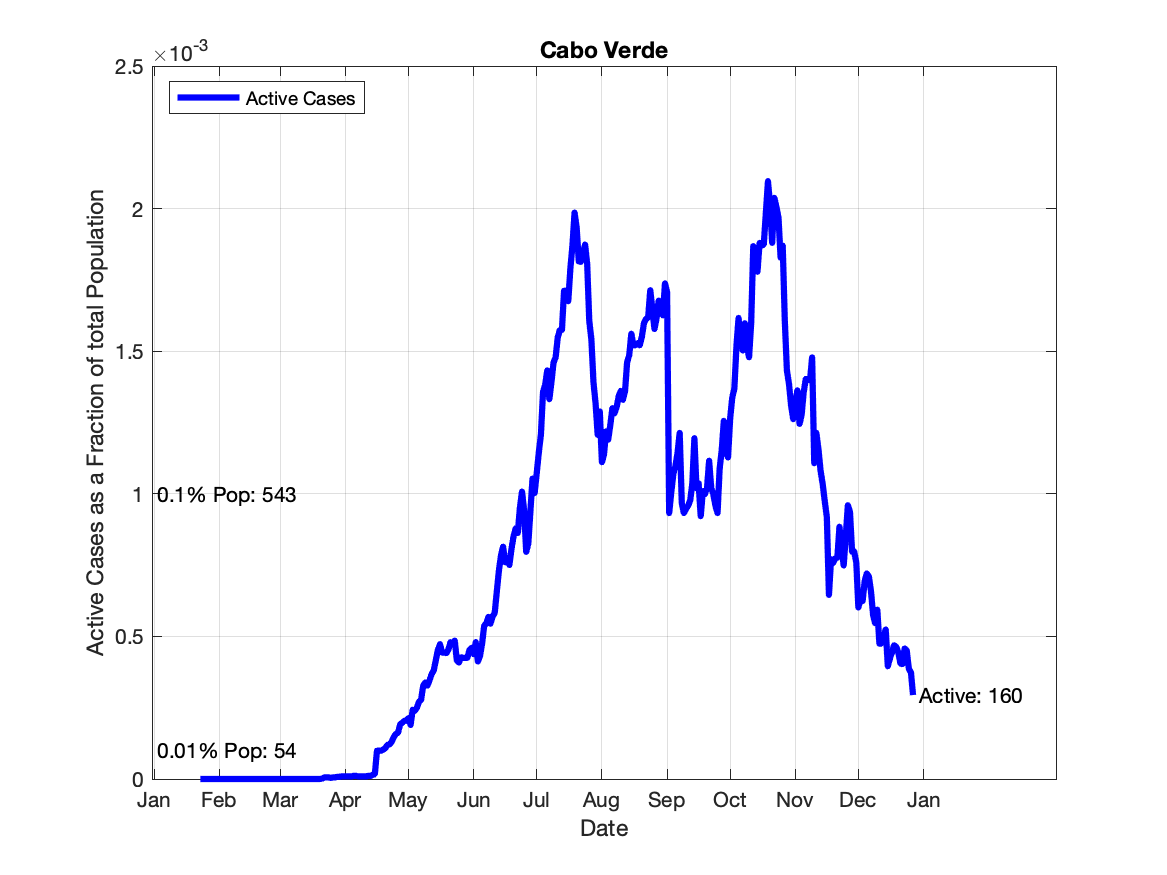 Cabo Verde
×10-3
Active Cases
2.5
2
1.5
1
0.5
0
Active Cases as a Fraction of total Population
0.1% Pop: 543
0.01% Pop: 54
Active: 160
Jan Feb Mar Apr May Jun Jul Aug Sep Oct Nov Dec Jan
Date